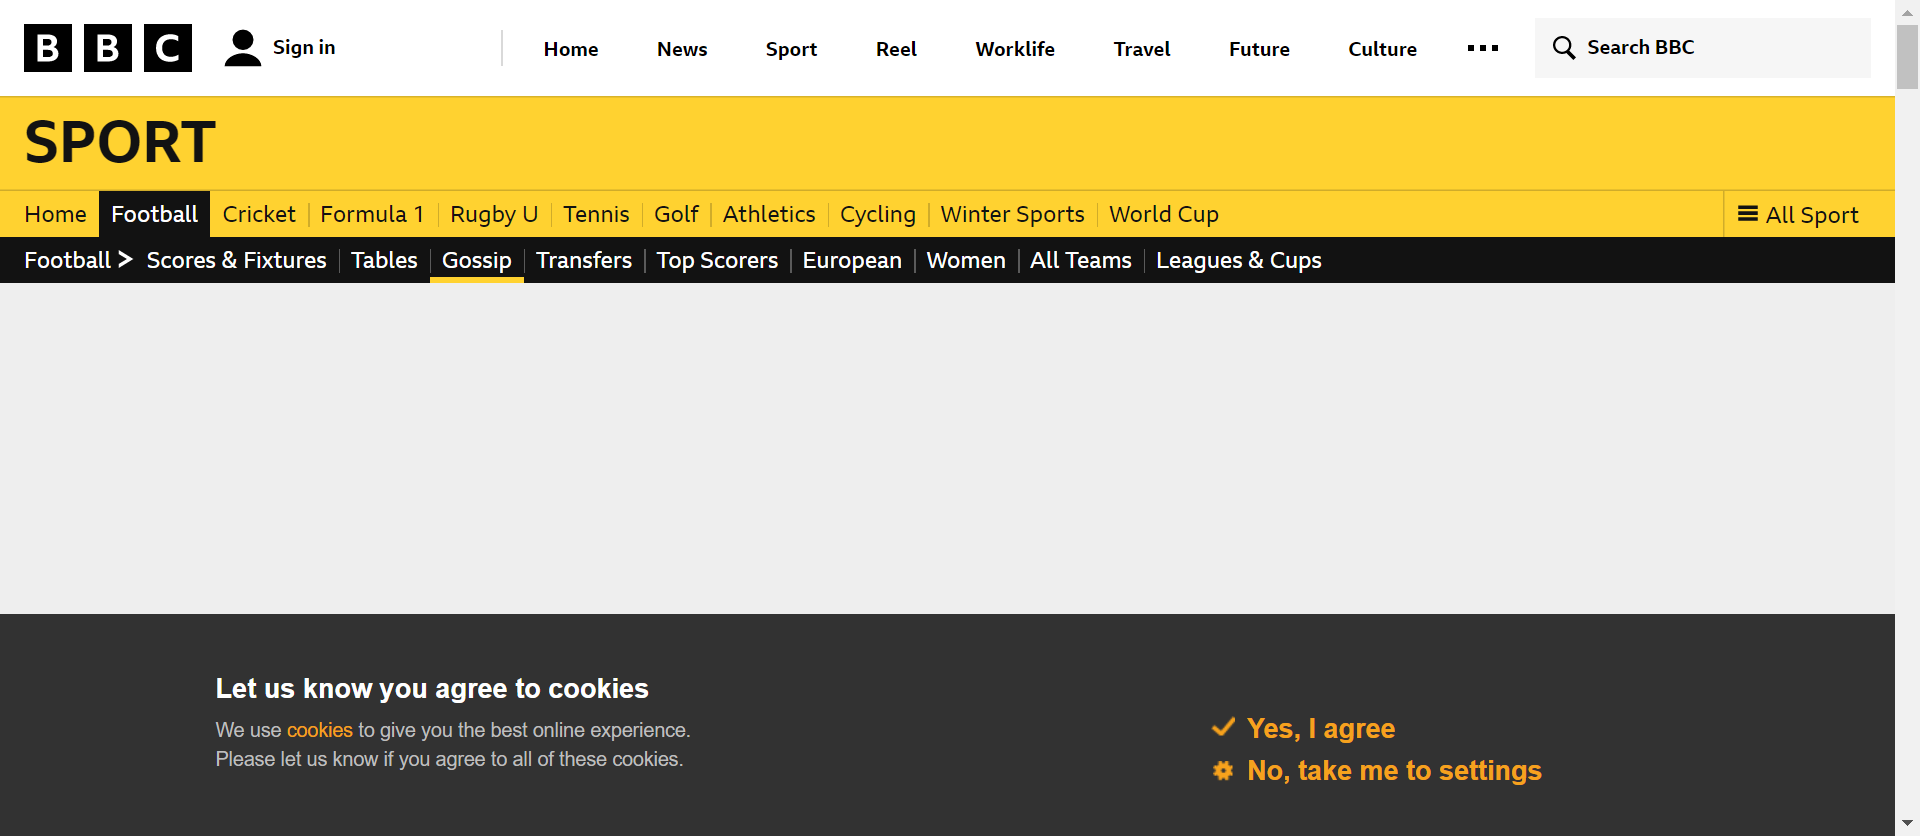 BBC Sign in Home News Sport Reel Worklife Travel Future Culture Search BBC
SPORT
Home Football Cricket Formula 1 Rugby U Tennis Golf Athletics Cycling Winter Sports World Cup All Sport
Football Scores & Fixtures Tables Gossip Transfers Top Scorers European Women All Teams Leagues & Cups
Let us know you agree to cookies
We use cookies to give you the best online experience.
Please let us know if you agree to all of these cookies.
Yes, I agree
No, take me to settings